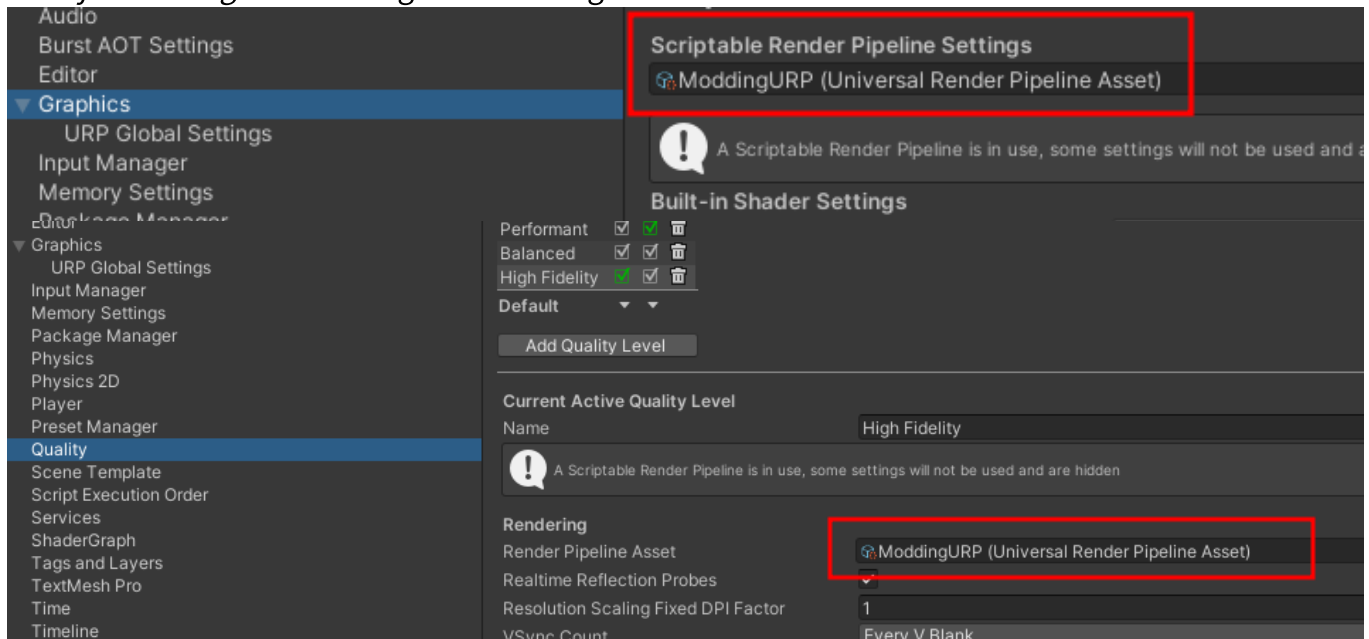 Audio
Burst AOT Settings
Editor
Graphics
URP Global Settings
Input Manager
Memory Settings
Scriptable Render Pipeline Settings
ModdingURP (Universal Render Pipeline Asset)
A Scriptable Render Pipeline is in use, some settings will not be used and
Built-in Shader Settings
Graphics
URP Global Settings
Input Manager
Memory Settings
Package Manager
Physics
Physics 2D
Player
Preset Manager
Quality
Scene Template
Script Execution Order
Services
ShaderGraph
Tags and Layers
TextMesh Pro
Time
Timeline
Performant
Balanced
High Fidelity
Default
Add Quality Level
Current Active Quality Level
Name High Fidelity
A Scriptable Render Pipeline is in use, some settings will not be used and are hidden
Rendering
Render Pipeline Asset ModdingURP (Universal Render Pipeline Asset)
Realtime Reflection Probes
Resolution Scaling Fixed DPI Factor 1
VSync Count Every V Blank